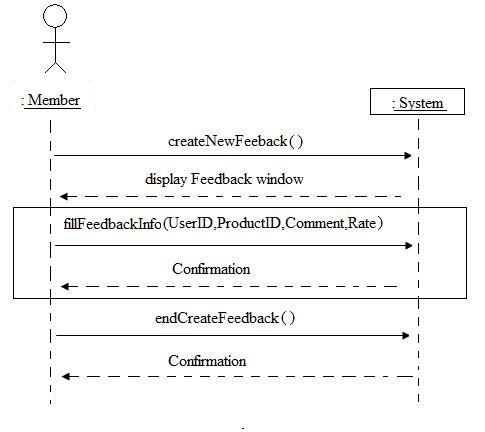 : Member
: System
createNewFeeback()
display Feedback window
fillFeedbackInfo(UserID,ProductID,Comment,Rate)
Confirmation
endCreateFeedback()
Confirmation